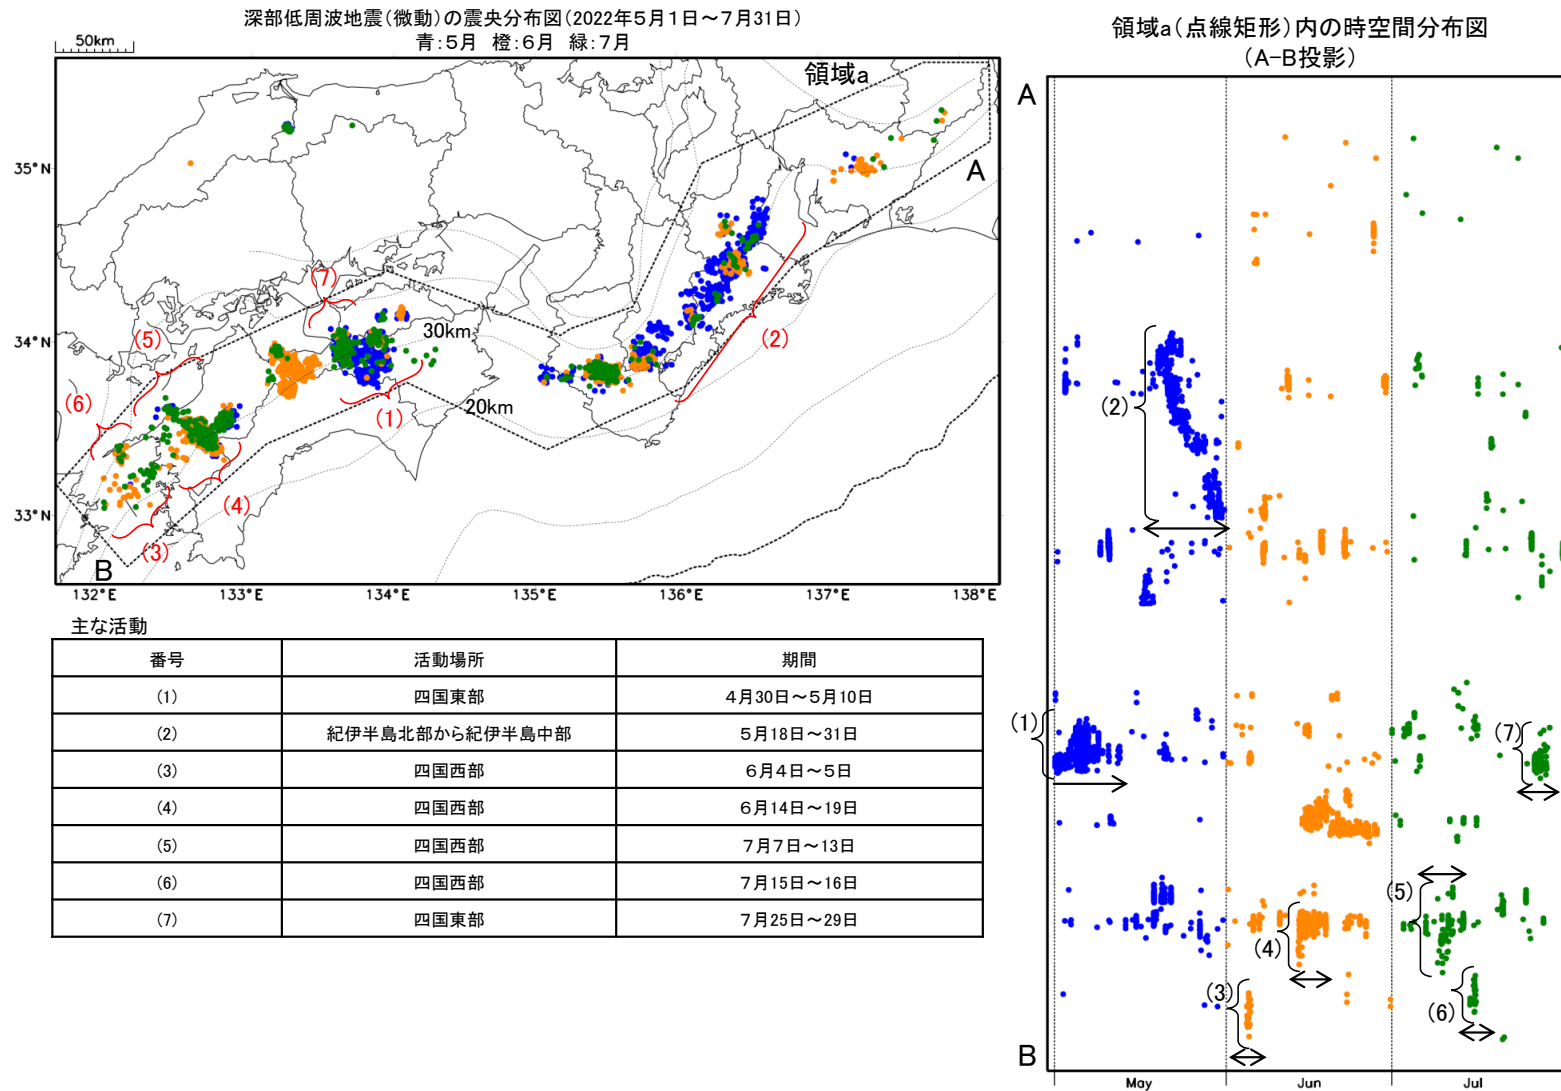 深部低周波地震(微動)の震央分布図(2022年5月1日～7月31日)
青:5月 橙:6月 緑:7月
50km
領域a
35°N
34°N
33°N
A
B
(7)
30km
(5)
(6)
20km
(1)
(2)
(4)
(3)
132°E 133°E 134°E 135°E 136°E 137°E 138°E
主な活動
番号 活動場所 期間
(1) 四国東部 4月30日～5月10日
(2) 紀伊半島北部から紀伊半島中部 5月18日～31日
(3) 四国西部 6月4日～5日
(4) 四国西部 6月14日～19日
(5) 四国西部 7月7日～13日
(6) 四国西部 7月15日～16日
(7) 四国東部 7月25日～29日
領域a(点線矩形)内の時空間分布図
(A-B投影)
A
(2)
(1)
(7)
(5)
(4)
(3)
(6)
B
May Jun Jul